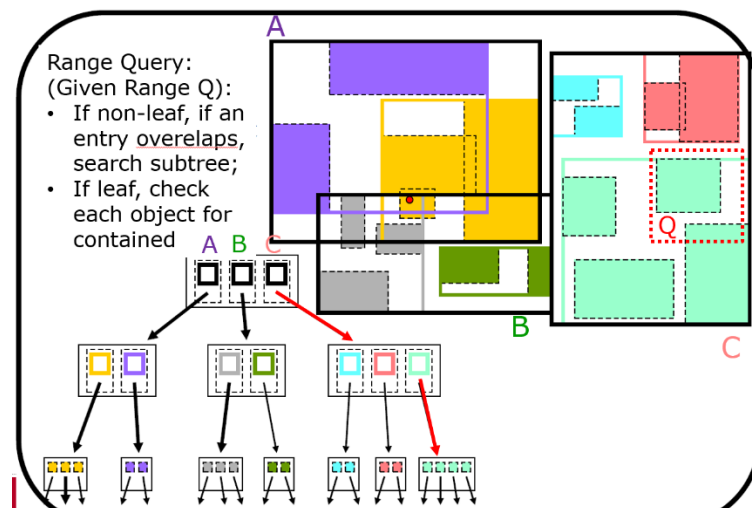 A
Range Query:
(Given Range Q):
• If non-leaf, if an
entry overelaps,
search subtree;
• If leaf, check
each object for
contained
Q
A B C
B
C